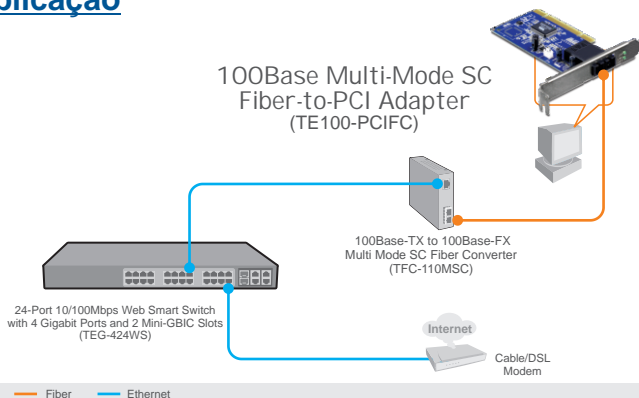 100Base Multi-Mode SC
Fiber-to-PCI Adapter
(TE100-PCIFC)
100Base-TX to 100Base-FX
Multi Mode SC Fiber Converter
(TFC-110MSC)
24-Port 10/100Mbps Web Smart Switch
with 4 Gigabit Ports and 2 Mini-GBIC Slots
(TEG-424WS)
Internet
Cable/DSL
Modem
Fiber
Ethernet